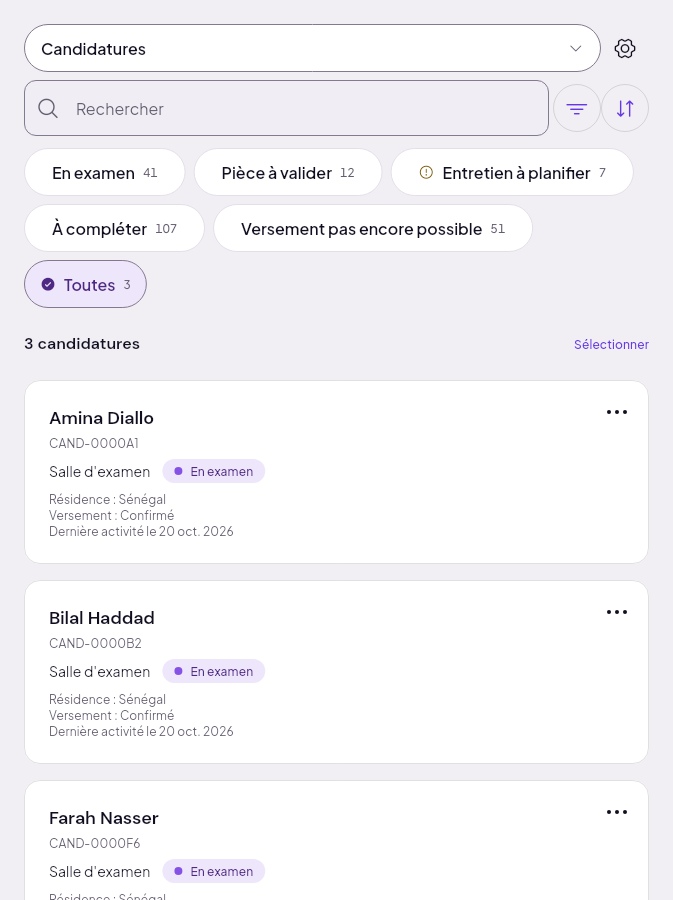 Candidatures
Rechercher
En examen 41
Pièce à valider 12
Entretien à planifier 7
À compléter 107
Versement pas encore possible 51
Toutes 3
3 candidatures
Sélectionner
Amina Diallo
CAND-0000A1
Salle d'examen En examen
Résidence : Sénégal
Versement : Confirmé
Dernière activité le 20 oct. 2026
Bilal Haddad
CAND-0000B2
Salle d'examen En examen
Résidence : Sénégal
Versement : Confirmé
Dernière activité le 20 oct. 2026
Farah Nasser
CAND-0000F6
Salle d'examen En examen
Résidence : Sénégal